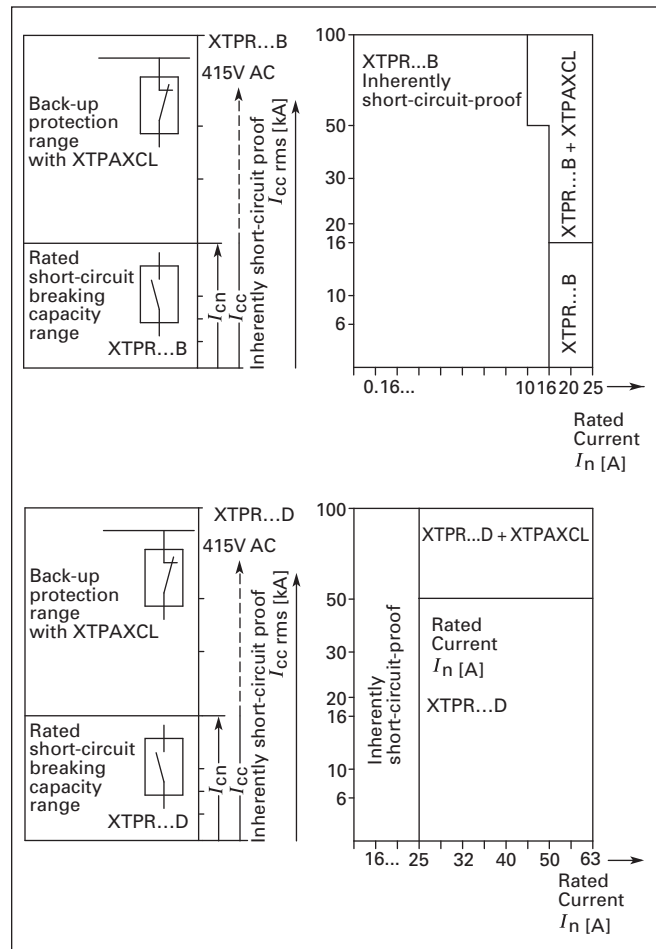 XTPR...B
415V AC
Back-up
protection
range
with XTPAXCL
Rated
short-circuit
breaking
capacity
range
XTPR...B
Icn
Icc
Inherently short-circuit proof
Icc rms [kA]
100
50
30
20
16
10
6
XTPR...B
Inherently
short-circuit-proof
XTPR...B + XTPAXCL
XTPR...B
0.16...
10 16 20 25
Rated
Current
In [A]
XTPR...D
415V AC
Back-up
protection
range
with XTPAXCL
Rated
short-circuit
breaking
capacity
range
XTPR...D
Icn
Icc
Inherently short-circuit proof
Icc rms [kA]
100
50
30
20
16
10
6
Inherently
short-circuit-proof
XTPR...D + XTPAXCL
Rated
Current
In [A]
XTPR...D
16... 25 32 40 50 63
Rated
Current
In [A]